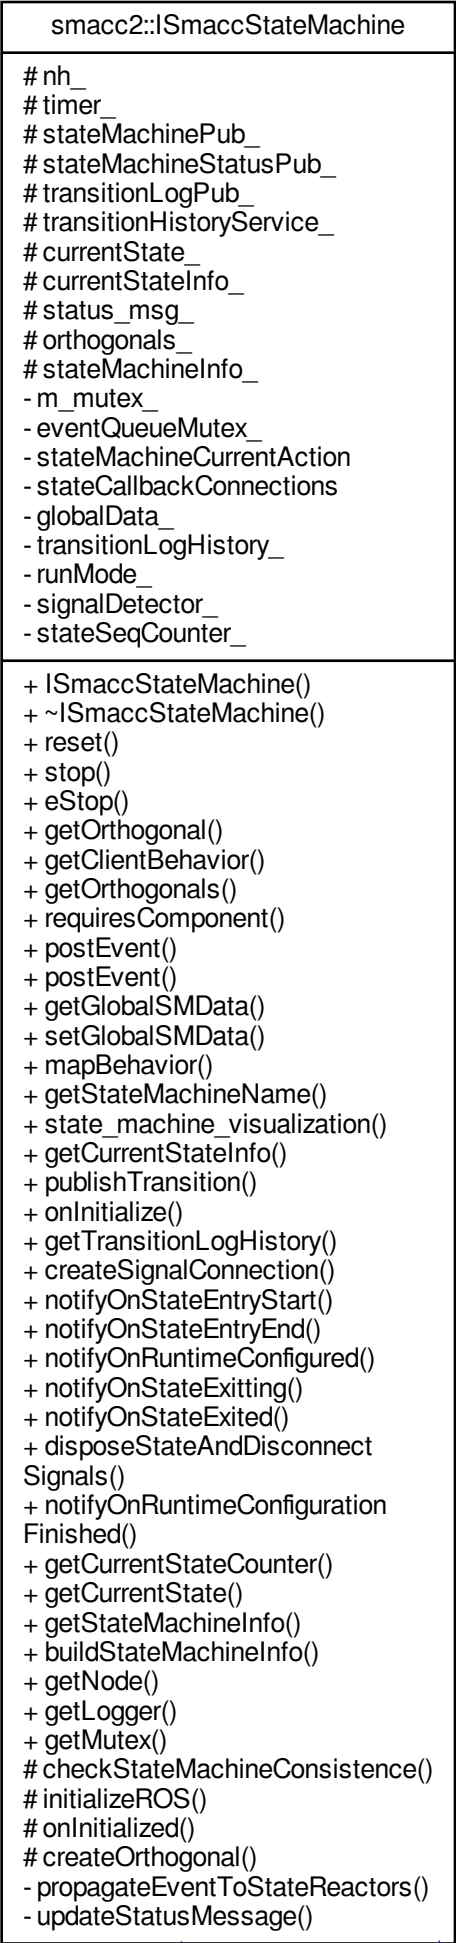 smacc2::ISmaccStateMachine
# nh_
# timer_
# stateMachinePub_
# stateMachineStatusPub_
# transitionLogPub_
# transitionHistoryService_
# currentState_
# currentStateInfo_
# status_msg_
# orthogonals_
# stateMachineInfo_
- m_mutex_
- eventQueueMutex_
- stateMachineCurrentAction
- stateCallbackConnections
- globalData_
- transitionLogHistory_
- runMode_
- signalDetector_
- stateSeqCounter_
+ ISmaccStateMachine()
+ ~ISmaccStateMachine()
+ reset()
+ stop()
+ eStop()
+ getOrthogonal()
+ getClientBehavior()
+ getOrthogonals()
+ requiresComponent()
+ postEvent()
+ postEvent()
+ getGlobalSMData()
+ setGlobalSMData()
+ mapBehavior()
+ getStateMachineName()
+ state_machine_visualization()
+ getCurrentStateInfo()
+ publishTransition()
+ onInitialize()
+ getTransitionLogHistory()
+ createSignalConnection()
+ notifyOnStateEntryStart()
+ notifyOnStateEntryEnd()
+ notifyOnRuntimeConfigured()
+ notifyOnStateExitting()
+ notifyOnStateExited()
+ disposeStateAndDisconnect
Signals()
+ notifyOnRuntimeConfiguration
Finished()
+ getCurrentStateCounter()
+ getCurrentState()
+ getStateMachineInfo()
+ buildStateMachineInfo()
+ getNode()
+ getLogger()
+ getMutex()
# checkStateMachineConsistence()
# initializeROS()
# onInitialized()
# createOrthogonal()
- propagateEventToStateReactors()
- updateStatusMessage()